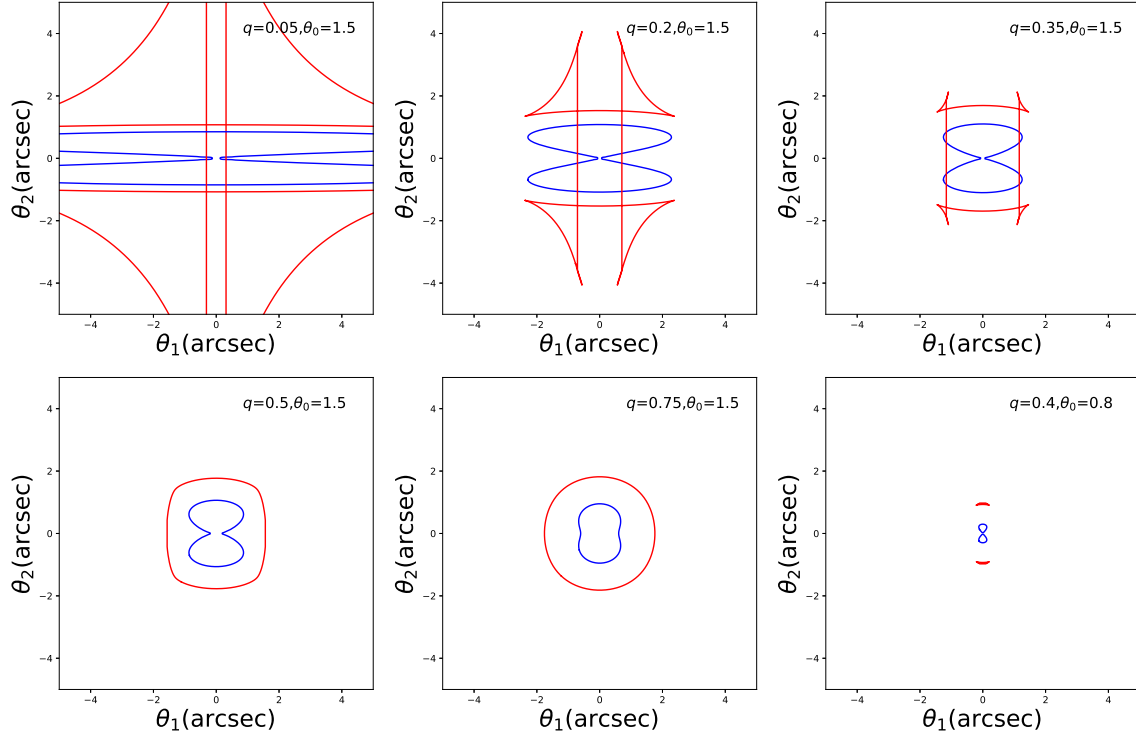 q=0.05,θ₀=1.5
4
2
0
−2
−4
θ₂(arcsec)
−4 −2 0 2 4
θ₁(arcsec)
q=0.2,θ₀=1.5
4
2
0
−2
−4
θ₂(arcsec)
−4 −2 0 2 4
θ₁(arcsec)
q=0.35,θ₀=1.5
4
2
0
−2
−4
θ₂(arcsec)
−4 −2 0 2 4
θ₁(arcsec)
q=0.5,θ₀=1.5
4
2
0
−2
−4
θ₂(arcsec)
−4 −2 0 2 4
θ₁(arcsec)
q=0.75,θ₀=1.5
4
2
0
−2
−4
θ₂(arcsec)
−4 −2 0 2 4
θ₁(arcsec)
q=0.4,θ₀=0.8
4
2
0
−2
−4
θ₂(arcsec)
−4 −2 0 2 4
θ₁(arcsec)